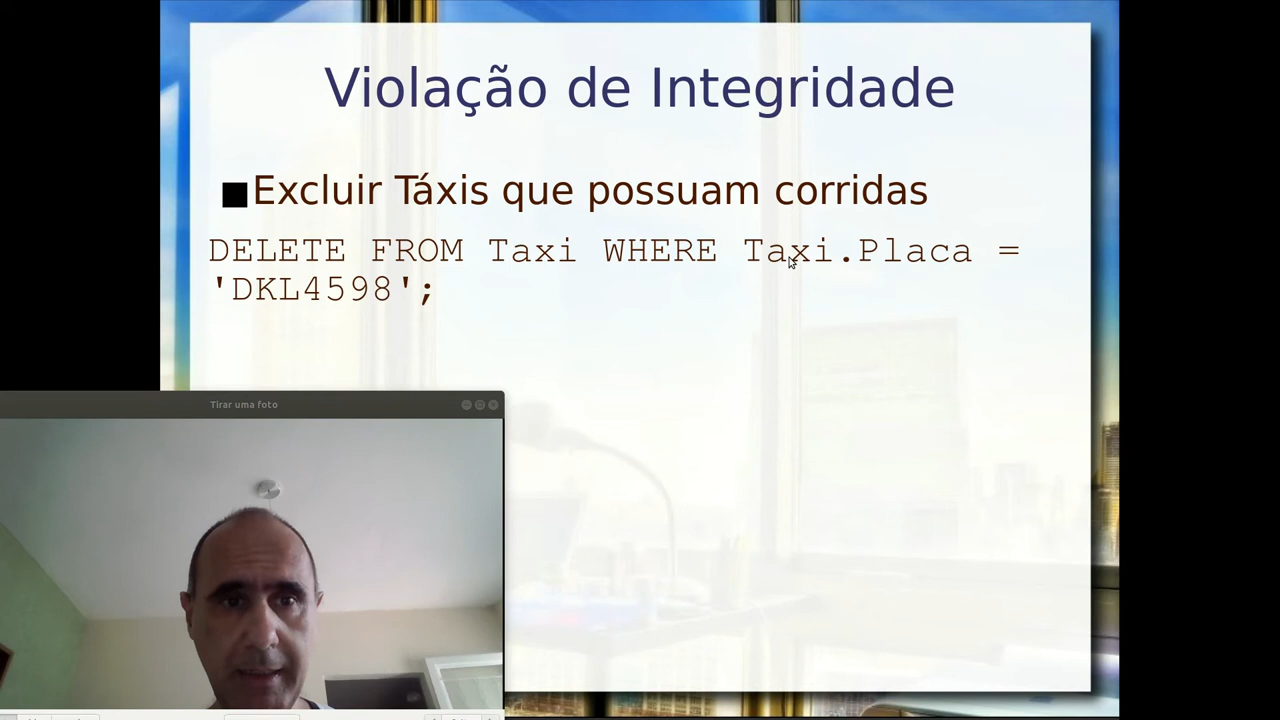 Violação de Integridade
Excluir Táxis que possuam corridas
DELETE FROM Taxi WHERE Taxi.Placa =
'DKL4598';
Tirar uma foto